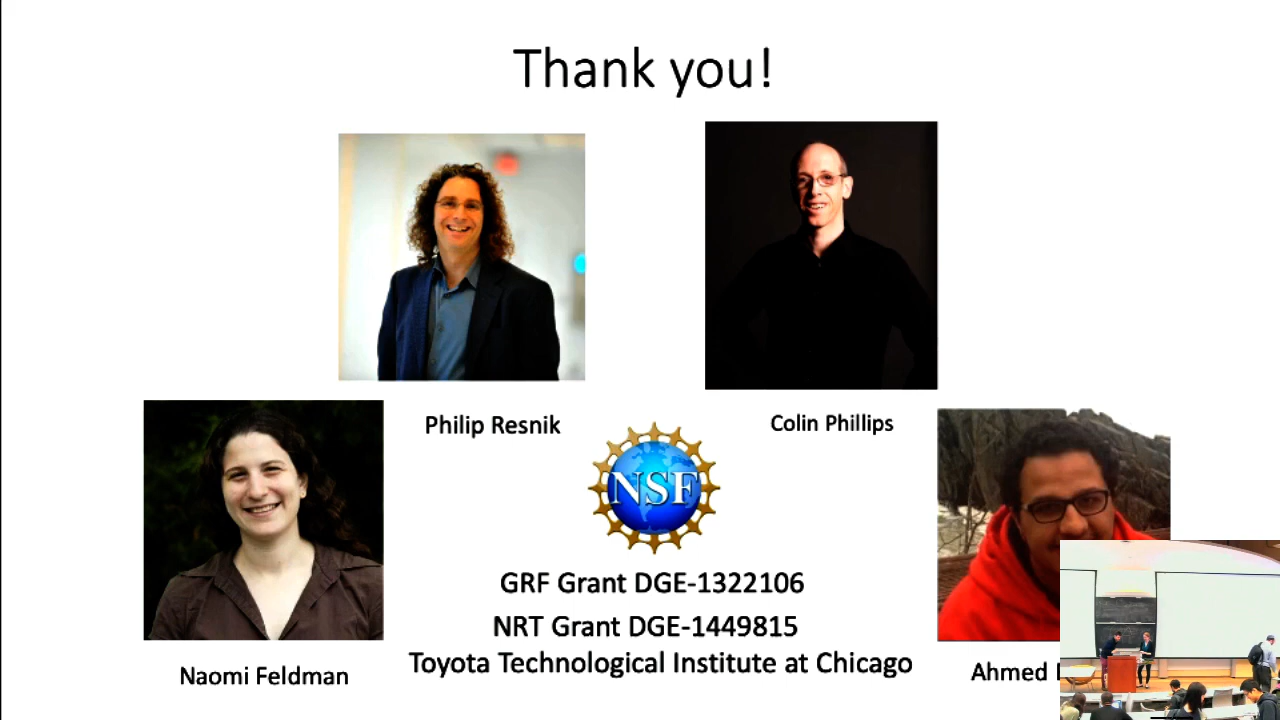 Thank you!
Philip Resnik
Colin Phillips
NSF
GRF Grant DGE-1322106
NRT Grant DGE-1449815
Toyota Technological Institute at Chicago
Naomi Feldman
Ahmed